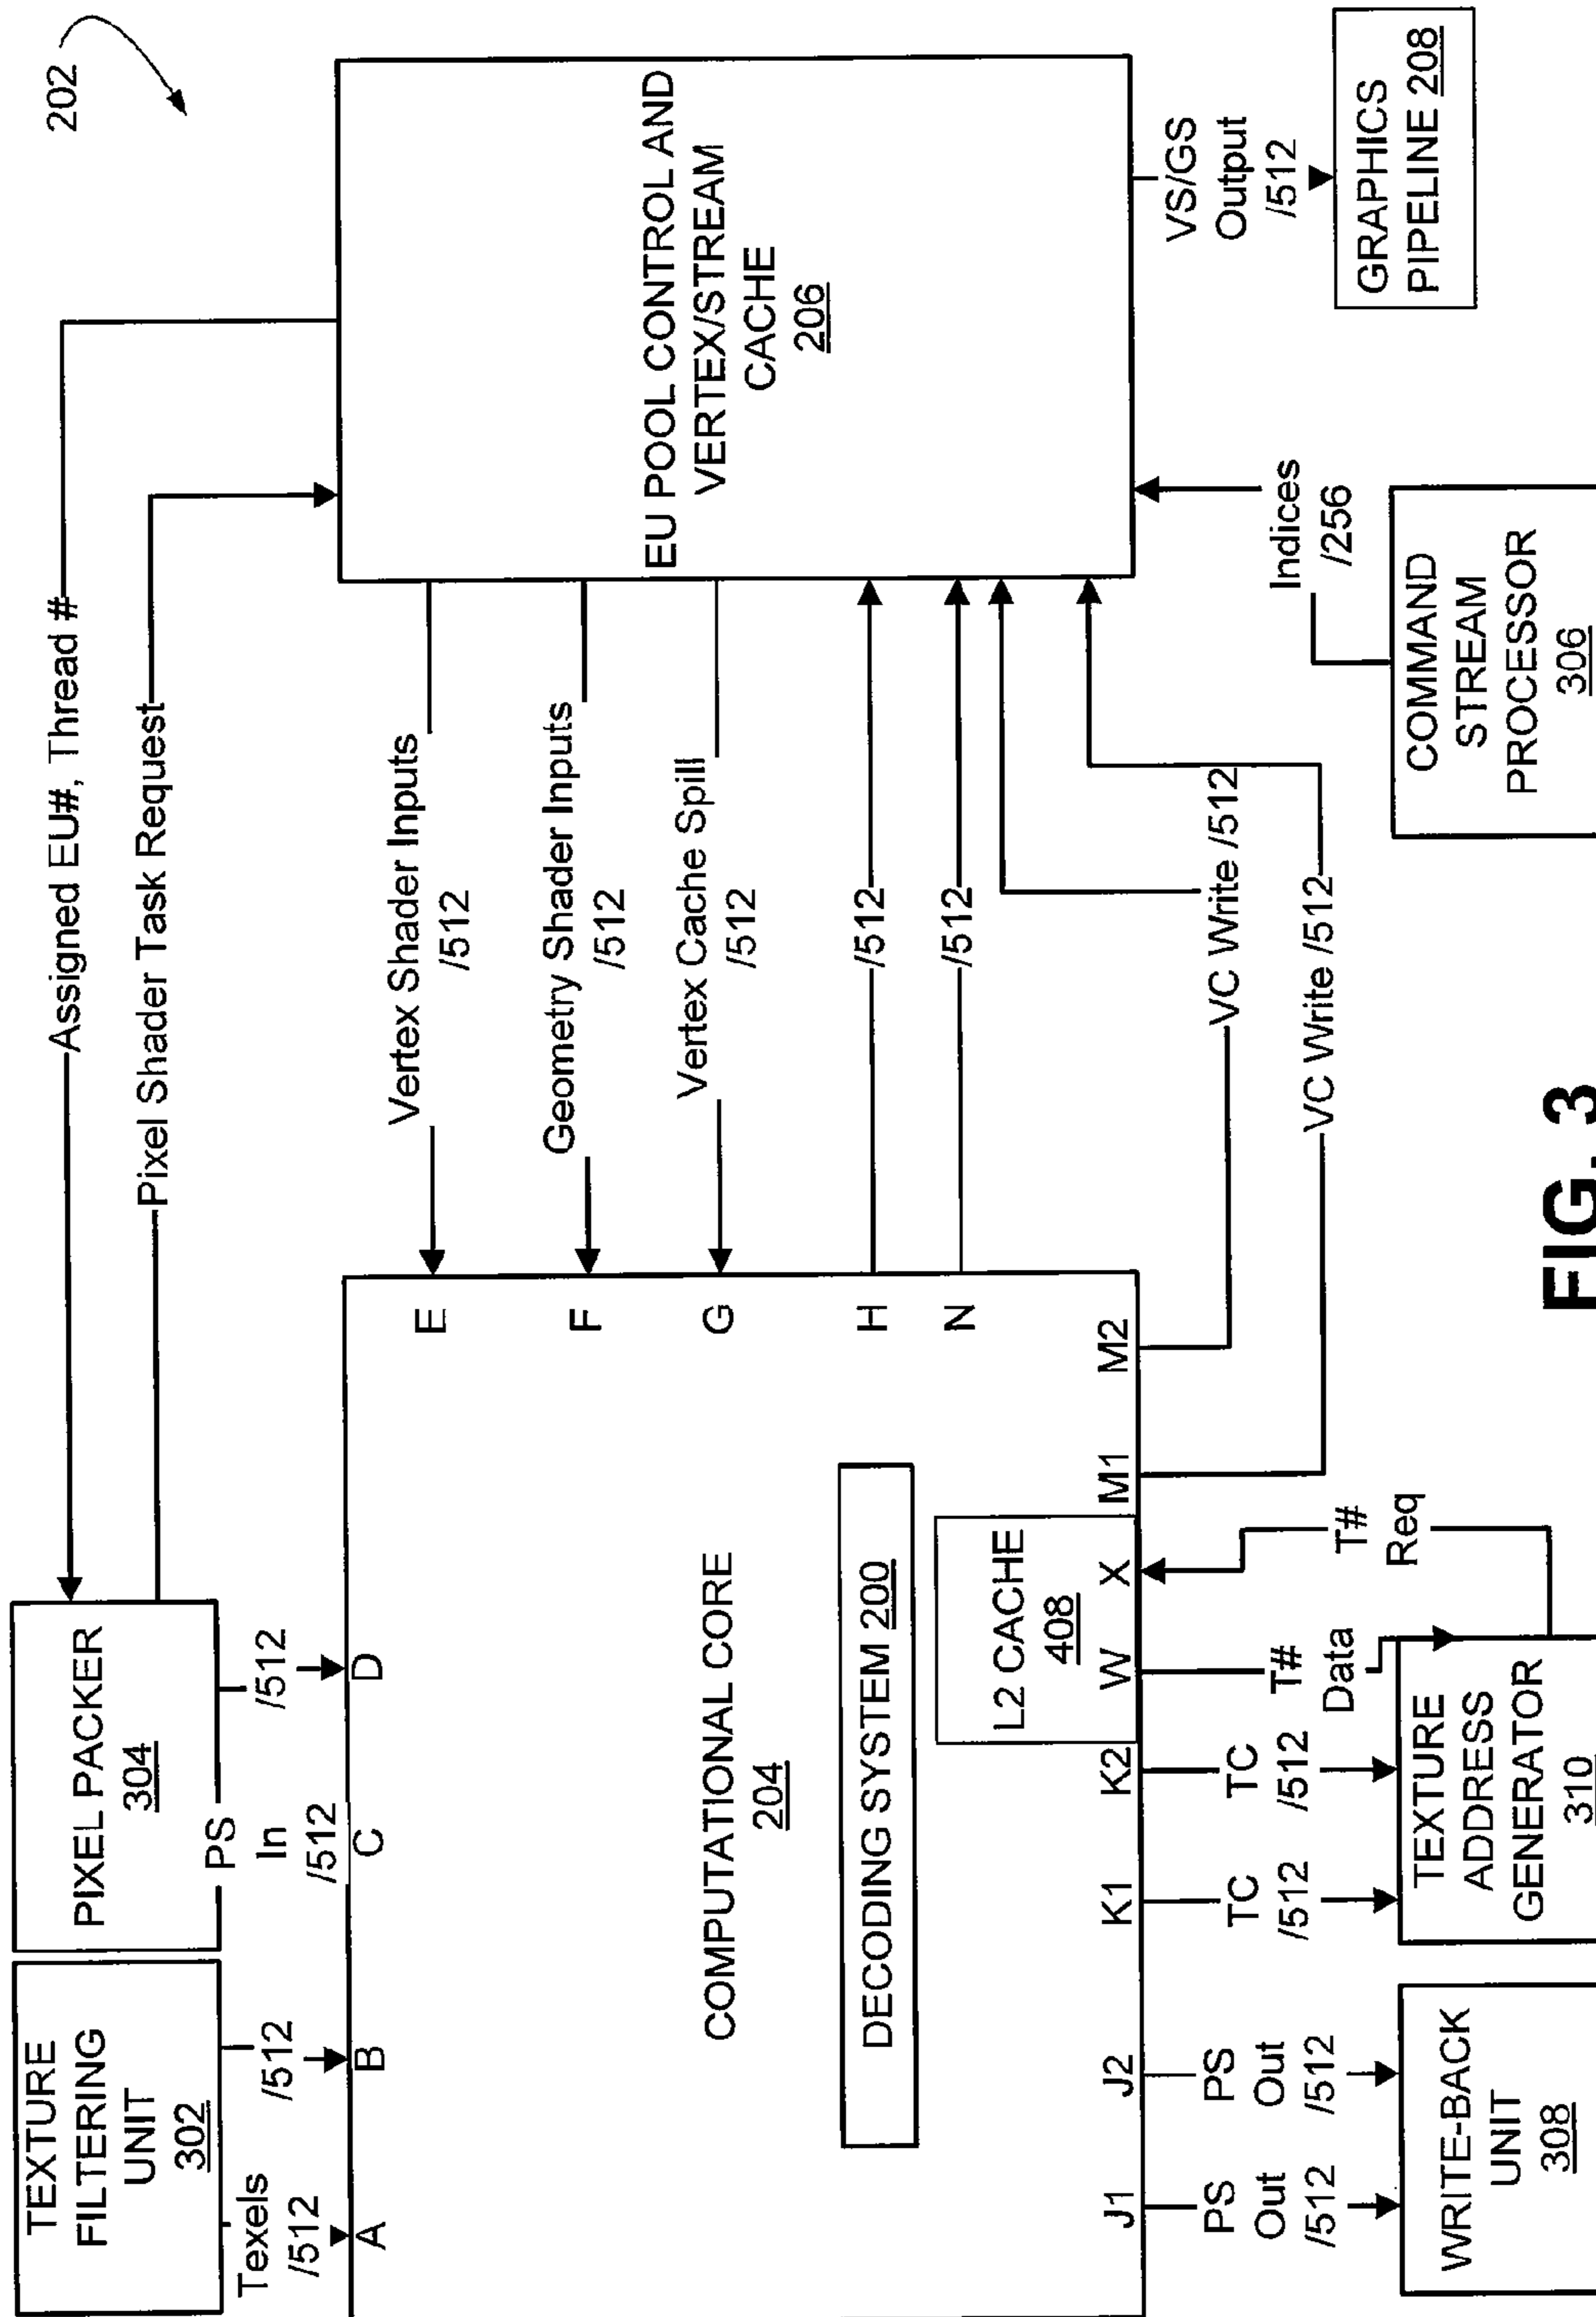 202
TEXTURE
FILTERING
UNIT
302
PIXEL PACKER
304
Assigned EU#, Thread #
Pixel Shader Task Request
Texels
/512
/512
PS
In
/512
/512
A
B
C
D
COMPUTATIONAL CORE
204
DECODING SYSTEM 200
L2 CACHE
408
E
F
G
H
N
Vertex Shader Inputs
/512
Geometry Shader Inputs
/512
Vertex Cache Spill
/512
/512
/512
EU POOL CONTROL AND
VERTEX/STREAM
CACHE
206
J1
J2
K1
K2
W
X
M1
M2
PS
Out
/512
PS
Out
/512
TC
/512
TC
/512
T#
Data
T#
Req
VC Write /512
VC Write /512
Indices
/256
VS/GS
Output
/512
WRITE-BACK
UNIT
308
TEXTURE
ADDRESS
GENERATOR
310
COMMAND
STREAM
PROCESSOR
306
GRAPHICS
PIPELINE 208
FIG. 3